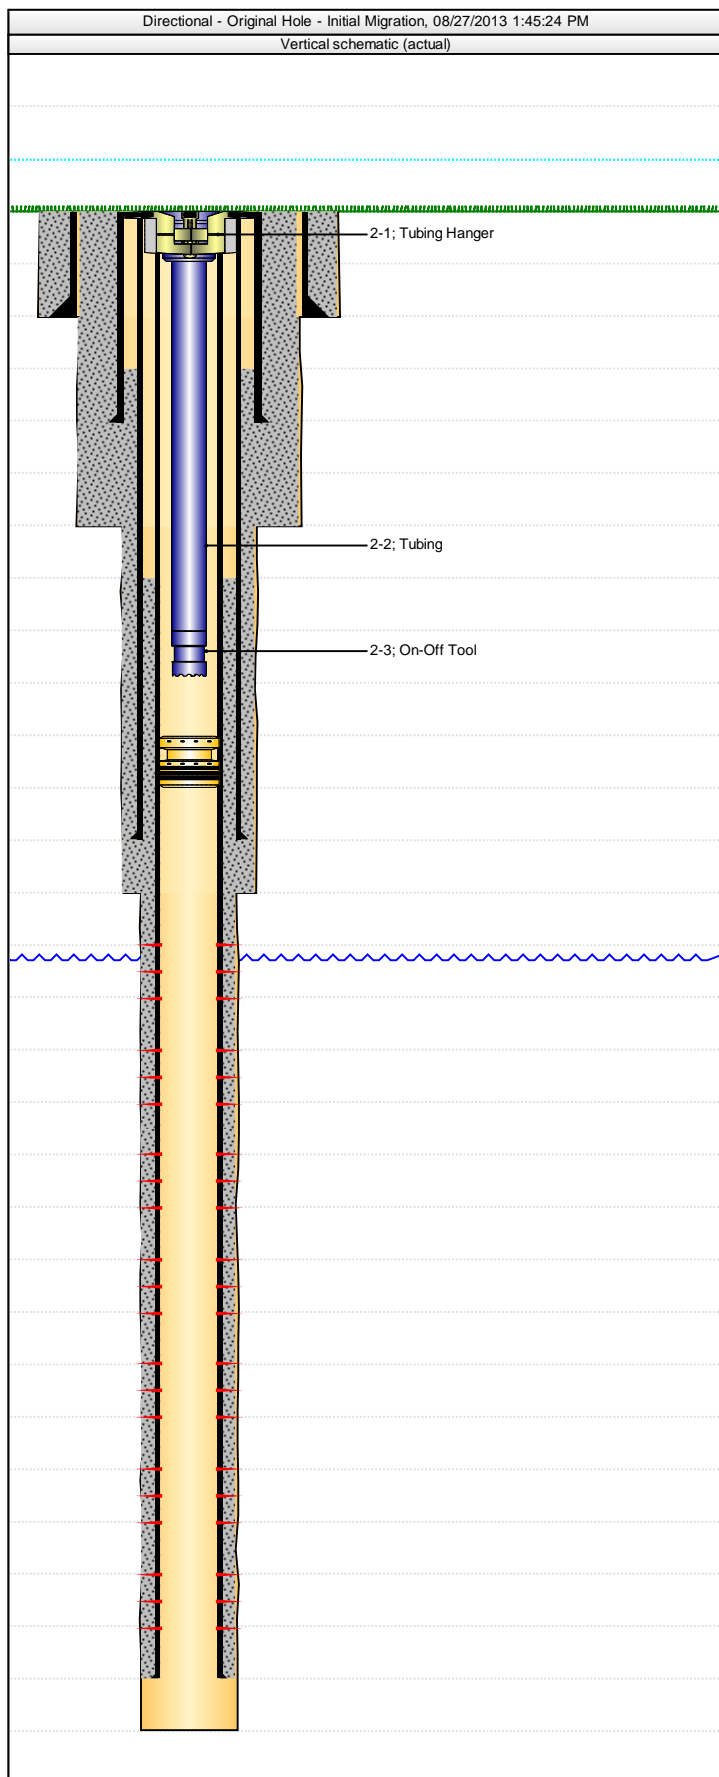 Directional - Original Hole - Initial Migration, 08/27/2013 1:45:24 PM
Vertical schematic (actual)
2-1; Tubing Hanger
2-2; Tubing
2-3; On-Off Tool